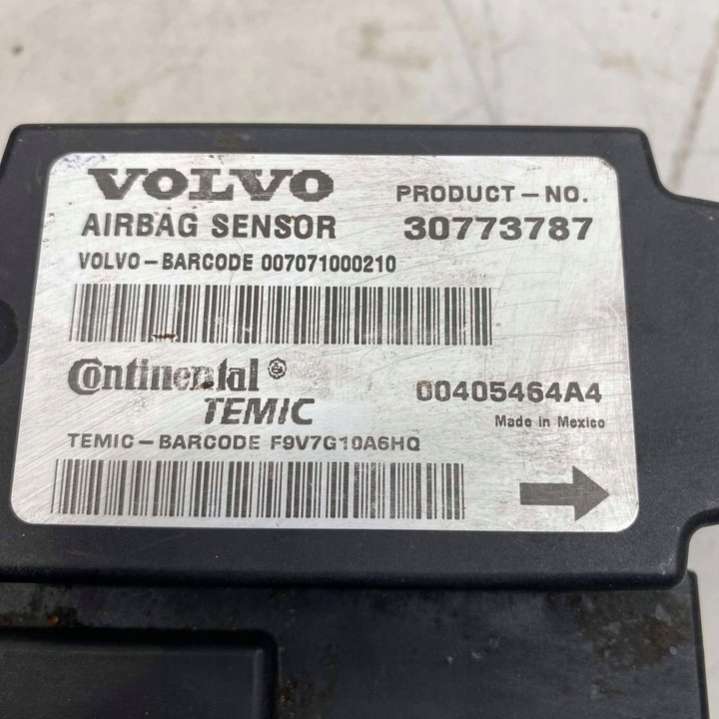 VOLVO
PRODUCT-NO.
AIRBAG SENSOR
30773787
VOLVO-BARCODE 007071000210
Continental®
TEMIC
00405464A4
Made in Mexico
TEMIC-BARCODE F9V7G10A6HQ